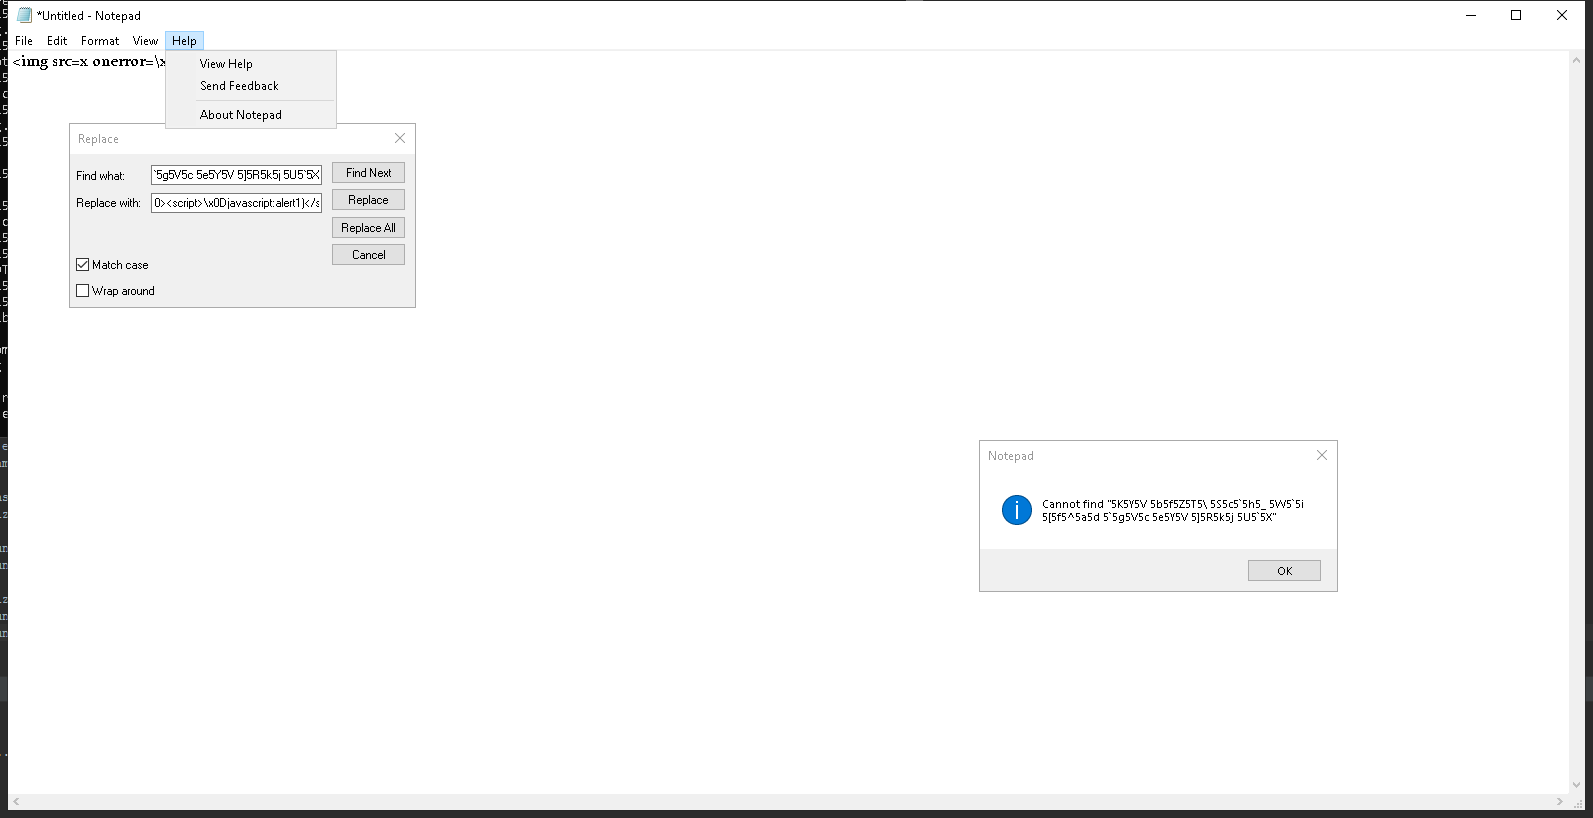 *Untitled - Notepad
File Edit Format View Help
<img src=x onerror=\x
View Help
Send Feedback
About Notepad
Replace
Find what: `5g5V5c 5e5Y5V 5]5R5k5j 5U5`5X Find Next
Replace with: 0><script>\x0Djavascript:alert1)</s Replace
Replace All
Cancel
Match case
Wrap around
Notepad
Cannot find "5K5Y5V 5b5f5Z5T5\ 5S5c5`5h5_ 5W5`5i
5[5f5^5a5d 5`5g5V5c 5e5Y5V 5]5R5k5j 5U5`5X"
OK